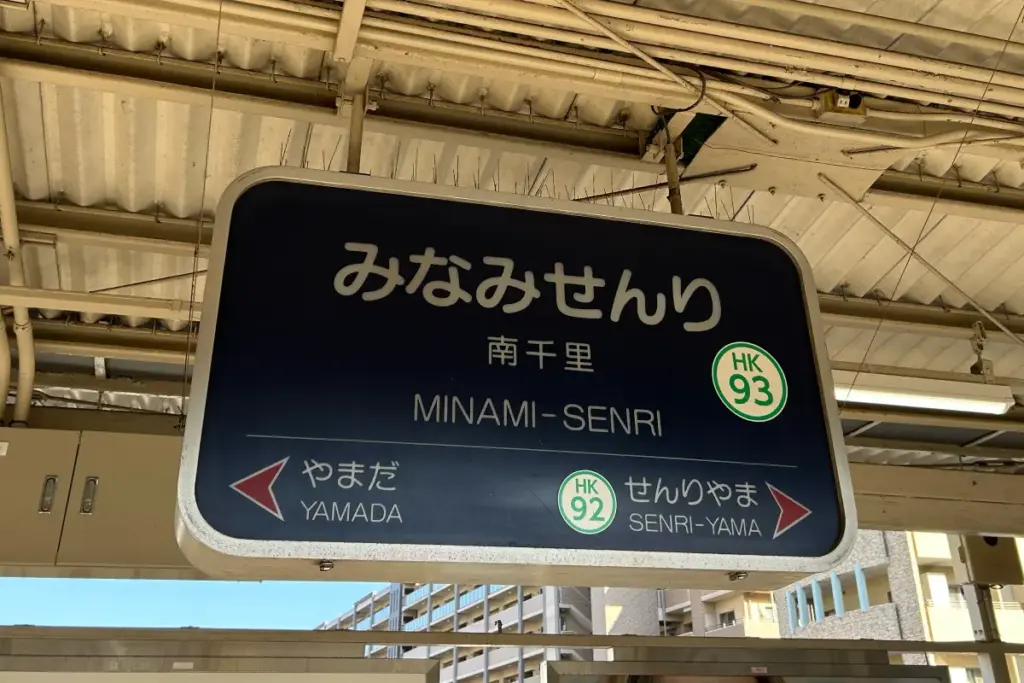 みなみせんり
南千里
HK
93
MINAMI-SENRI
やまだ
YAMADA
HK
92
せんりやま
SENRI-YAMA